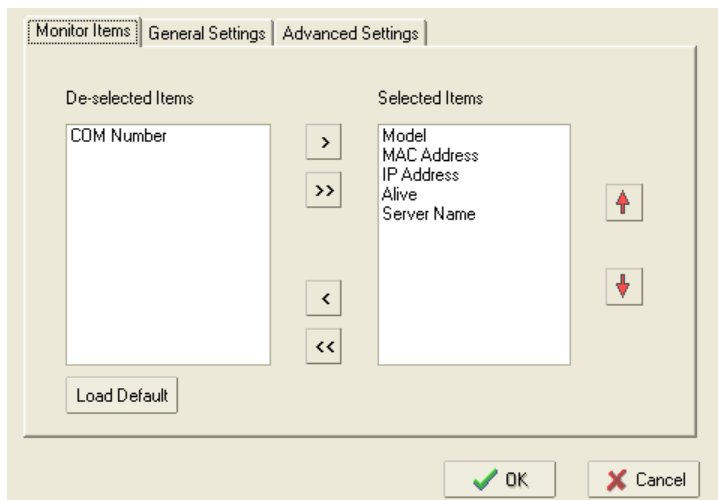 Monitor Items General Settings Advanced Settings
De-selected Items Selected Items
COM Number
Model
MAC Address
IP Address
Alive
Server Name
>
>>
<
<<
Load Default
OK Cancel